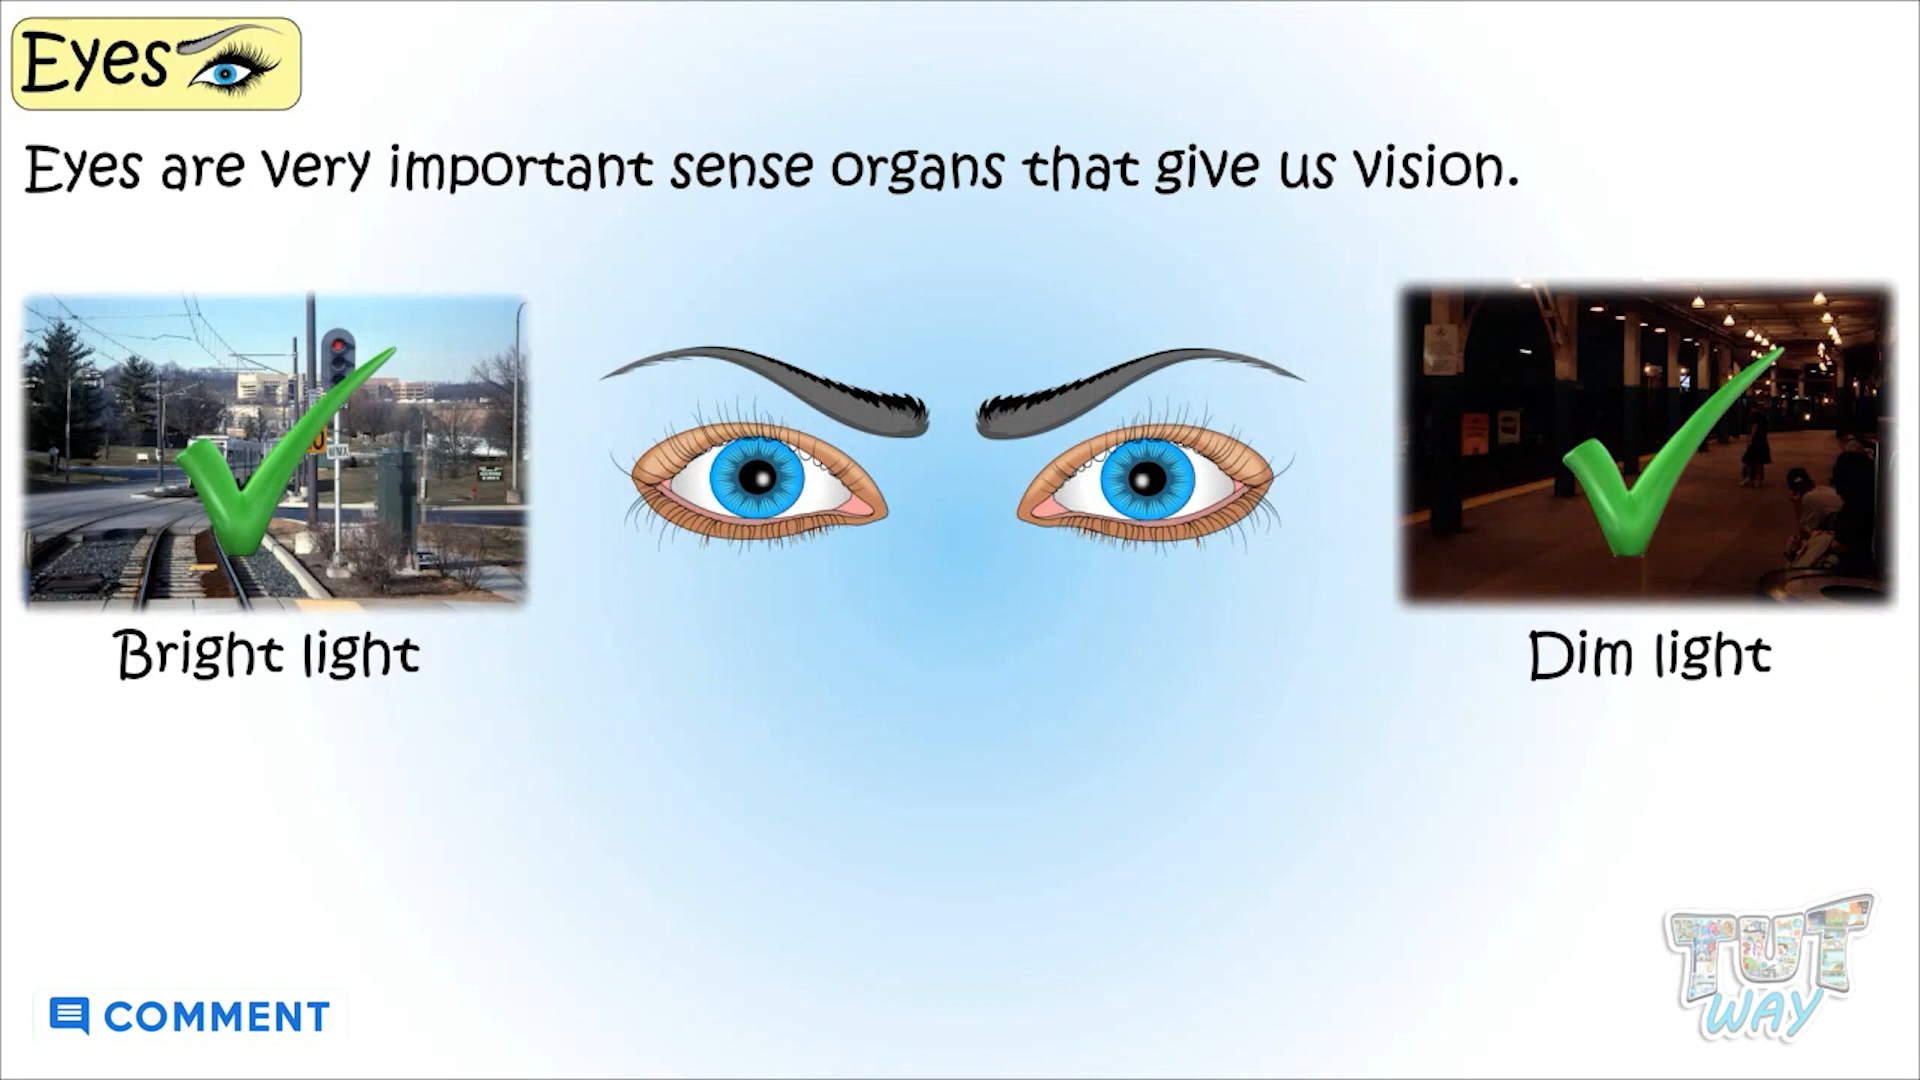 Eyes
Eyes are very important sense organs that give us vision.
Bright light
Dim light
COMMENT
TUT
WAY